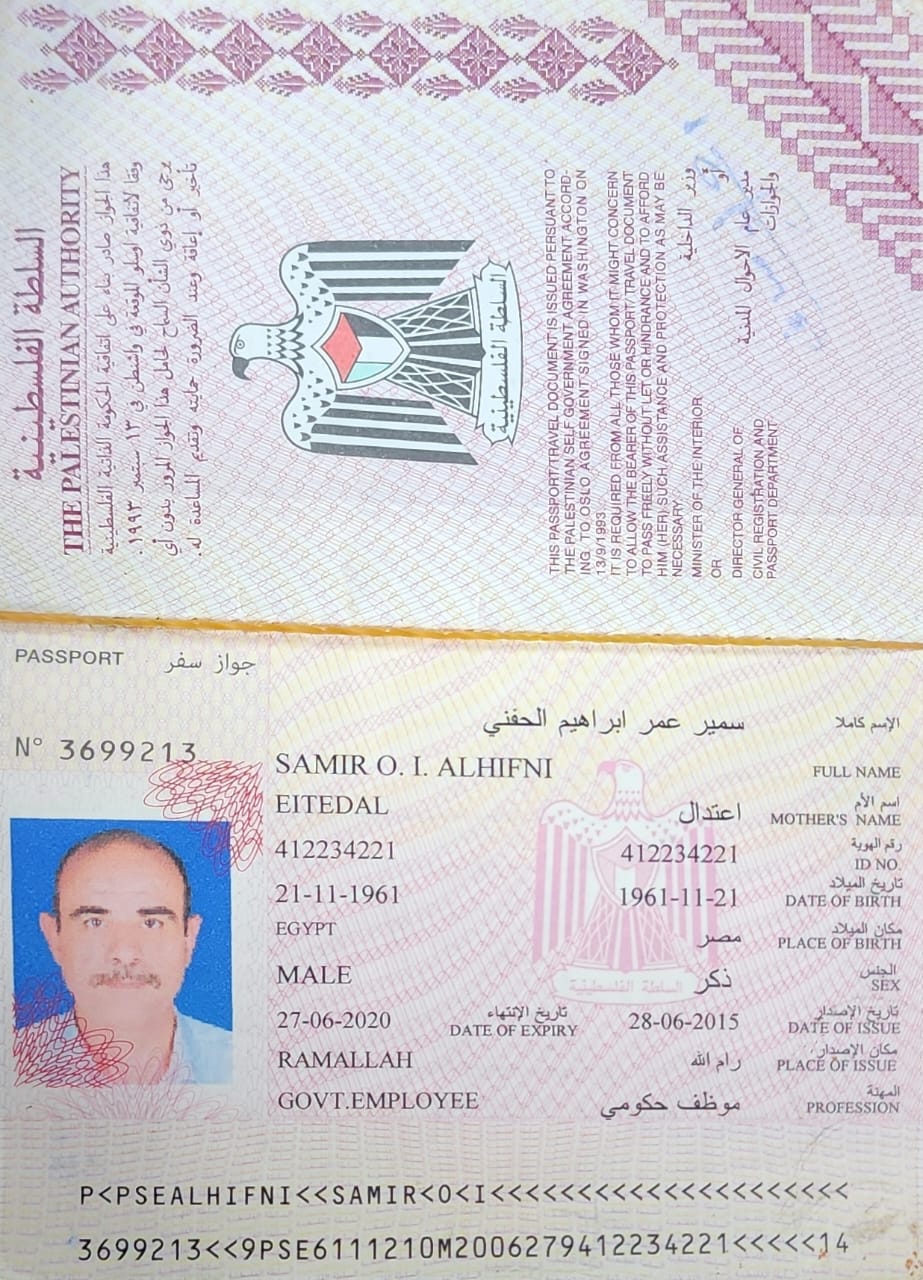 السلطة الفلسطينية
THE PALESTINIAN AUTHORITY
هذا الجواز صادر بناء على اتفاقية الحكومة الذاتية الفلسطينية
وفقا لاتفاقية اوسلو الموقعة في واشنطن في ١٣ سبتمبر ١٩٩٣.
يرجى من ذوي الشأن السماح لحامل هذا الجواز المرور بدون أي
تأخير أو إعاقة وعند الضرورة حمايته وتقديم المساعدة له.
السلطة الفلسطينية
THIS PASSPORT/TRAVEL DOCUMENT IS ISSUED PERSUANT TO
THE PALESTINIAN SELF GOVERNMENT AGREEMENT ACCORD-
ING. TO OSLO AGREEMENT SIGNED IN WASHINGTON ON
13/9/1993.
IT IS REQUIRED FROM ALL THOSE WHOM IT MIGHT CONCERN
TO ALLOW THE BEARER OF THIS PASSPORT/TRAVEL DOCUMENT
TO PASS FREELY WITHOUT LET OR HINDRANCE AND TO AFFORD
HIM (HER) SUCH ASSISTANCE AND PROTECTION AS MAY BE
NECESSARY.
MINISTER OF THE INTERIOR وزير الداخلية
OR أو
DIRECTOR GENERAL OF مدير عام الاحوال المدنية
CIVIL REGISTRATION AND والجوازات
PASSPORT DEPARTMENT
PASSPORT جواز سفر
N° 3699213
سمير عمر ابراهيم الحفني الإسم كاملا
SAMIR O. I. ALHIFNI FULL NAME
EITEDAL اعتدال اسم الأم
MOTHER'S NAME
412234221 412234221 رقم الهوية
ID NO.
21-11-1961 1961-11-21 تاريخ الميلاد
DATE OF BIRTH
EGYPT مصر مكان الميلاد
PLACE OF BIRTH
MALE ذكر الجنس
SEX
السلطة الفلسطينية
27-06-2020 تاريخ الإنتهاء 28-06-2015 تاريخ الإصدار
DATE OF EXPIRY DATE OF ISSUE
RAMALLAH رام الله مكان الإصدار
PLACE OF ISSUE
GOVT.EMPLOYEE موظف حكومي المهنة
PROFESSION
P<PSEALHIFNI<<SAMIR<O<I<<<<<<<<<<<<<<<<<<<<<
3699213<<9PSE6111210M2006279412234221<<<<<14